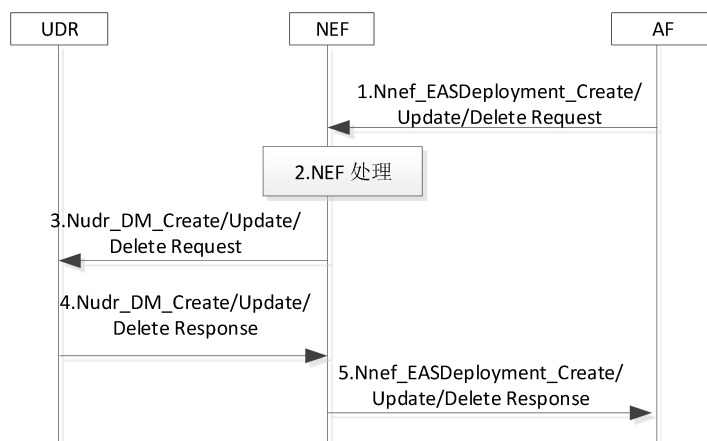 UDR
NEF
AF
1.Nnef_EASDeployment_Create/
Update/Delete Request
2.NEF 处理
3.Nudr_DM_Create/Update/
Delete Request
4.Nudr_DM_Create/Update/
Delete Response
5.Nnef_EASDeployment_Create/
Update/Delete Response